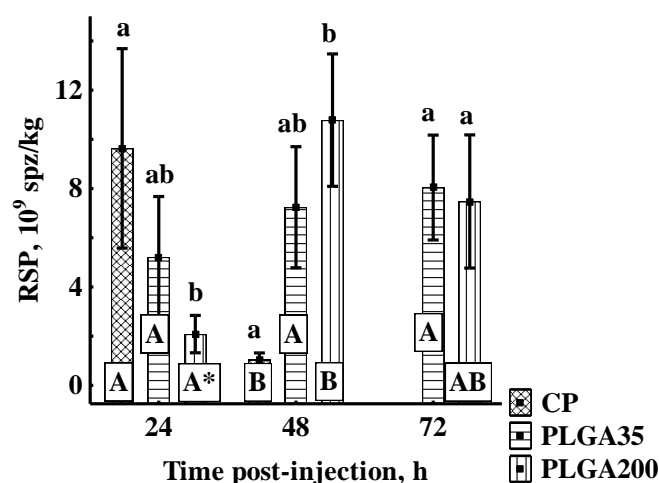 a
b
12
ab
ab
a
a
8
RSP, 10⁹ spz/kg
b
4
a
A
A
A
0
A
A*
B
B
AB
24
48
72
Time post-injection, h
CP
PLGA35
PLGA200